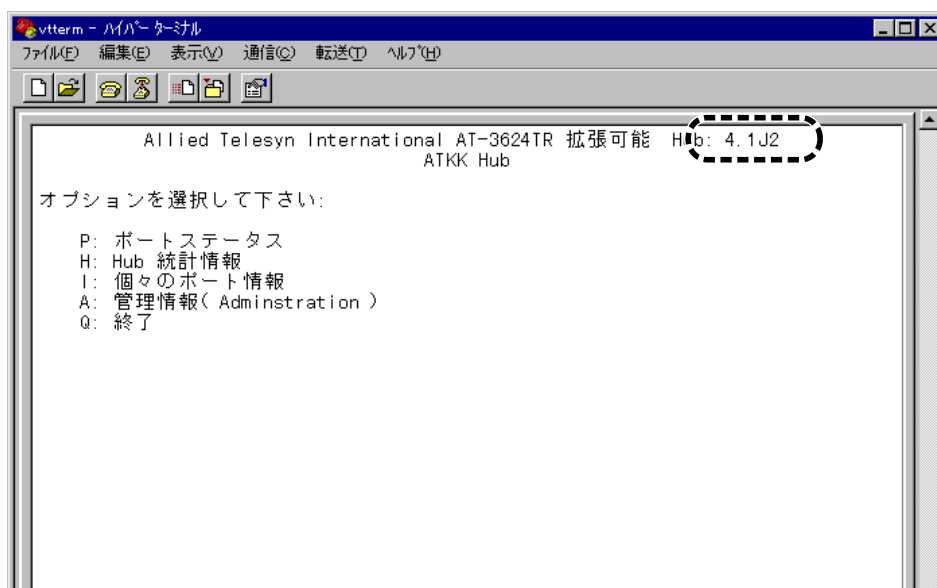 vtterm - ﾊｲﾊﾟｰ ﾀｰﾐﾅﾙ
ﾌｧｲﾙ(F) 編集(E) 表示(V) 通信(C) 転送(T) ﾍﾙﾌﾟ(H)
Allied Telesyn International AT-3624TR 拡張可能 Hub: 4.1J2
ATKK Hub
オプションを選択して下さい:
P: ポートステータス
H: Hub 統計情報
I: 個々のポート情報
A: 管理情報( Adminstration )
Q: 終了